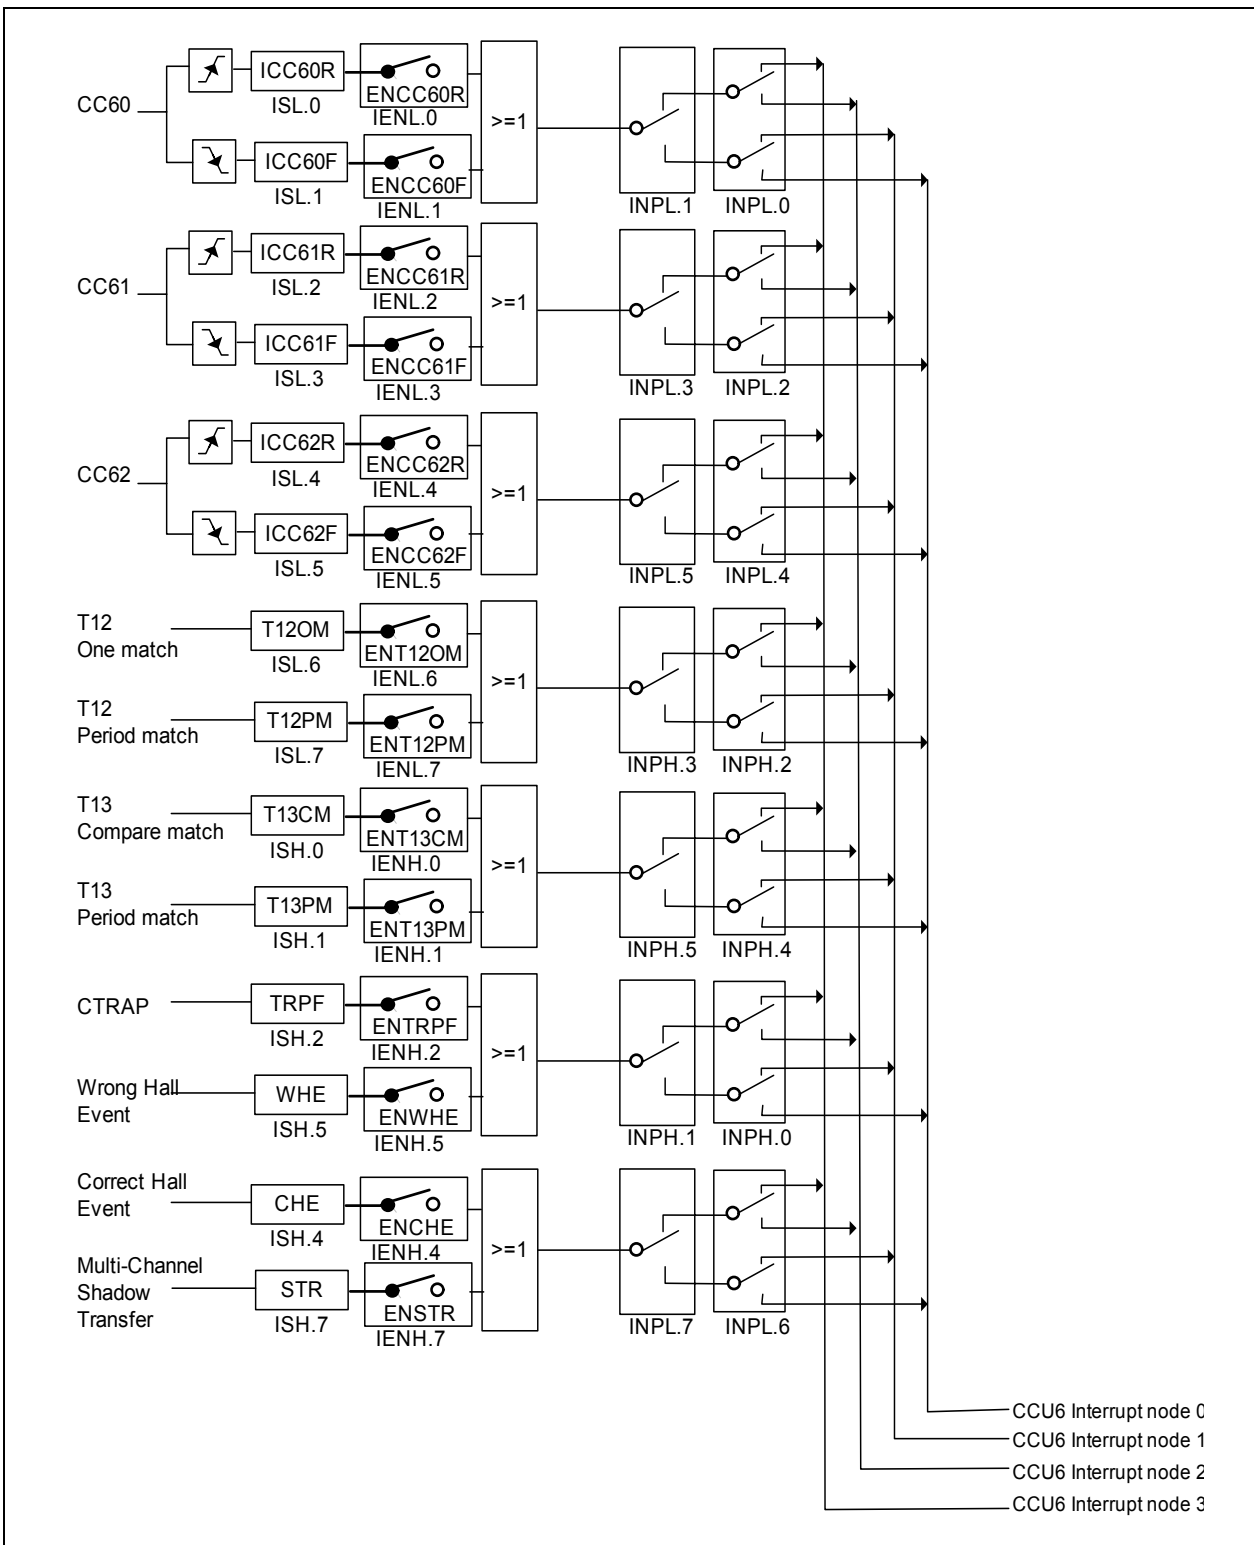 CC60
ICC60R
ISL.0
ENCC60R
IENL.0
ICC60F
ISL.1
ENCC60F
IENL.1
>=1
INPL.1
INPL.0
CC61
ICC61R
ISL.2
ENCC61R
IENL.2
ICC61F
ISL.3
ENCC61F
IENL.3
>=1
INPL.3
INPL.2
CC62
ICC62R
ISL.4
ENCC62R
IENL.4
ICC62F
ISL.5
ENCC62F
IENL.5
>=1
INPL.5
INPL.4
T12
One match
T12OM
ISL.6
ENT12OM
IENL.6
T12
Period match
T12PM
ISL.7
ENT12PM
IENL.7
>=1
INPH.3
INPH.2
T13
Compare match
T13CM
ISH.0
ENT13CM
IENH.0
T13
Period match
T13PM
ISH.1
ENT13PM
IENH.1
>=1
INPH.5
INPH.4
CTRAP
TRPF
ISH.2
ENTRPF
IENH.2
Wrong Hall
Event
WHE
ISH.5
ENWHE
IENH.5
>=1
INPH.1
INPH.0
Correct Hall
Event
CHE
ISH.4
ENCHE
IENH.4
Multi-Channel
Shadow
Transfer
STR
ISH.7
ENSTR
IENH.7
>=1
INPL.7
INPL.6
CCU6 Interrupt node 0
CCU6 Interrupt node 1
CCU6 Interrupt node 2
CCU6 Interrupt node 3